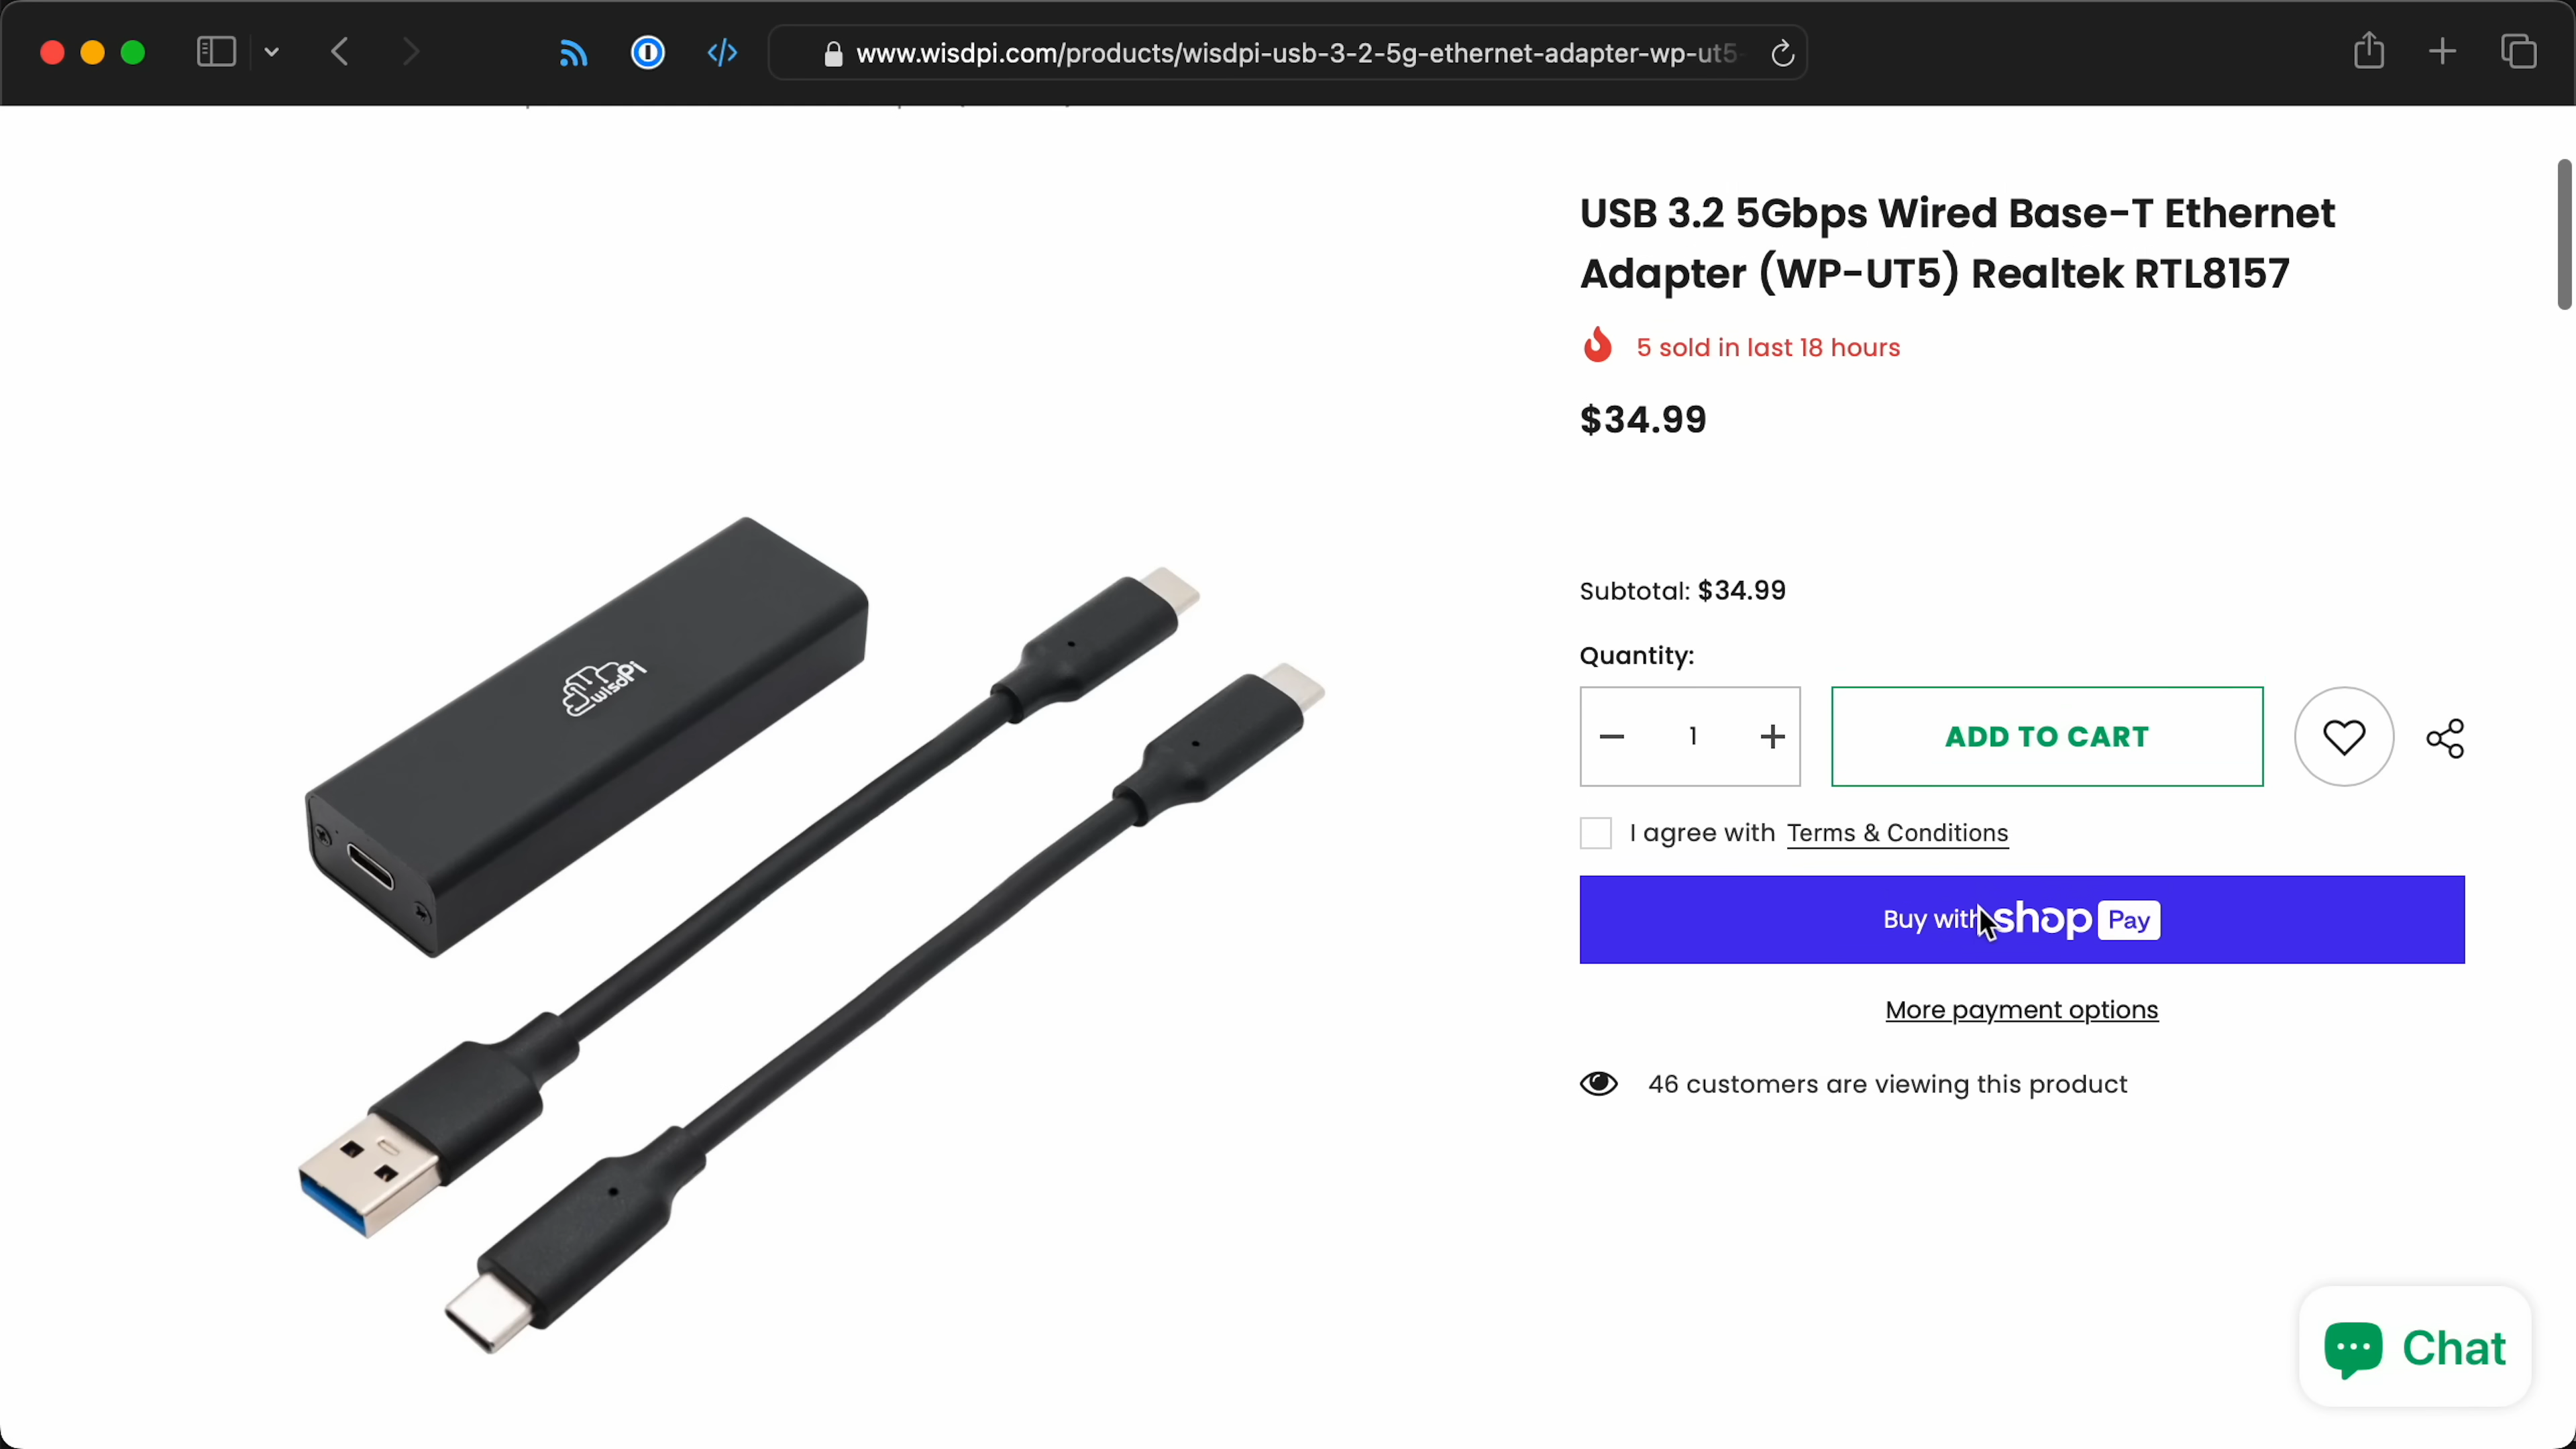 www.wisdpi.com/products/wisdpi-usb-3-2-5g-ethernet-adapter-wp-ut5-
USB 3.2 5Gbps Wired Base-T Ethernet
Adapter (WP-UT5) Realtek RTL8157
5 sold in last 18 hours
$34.99
Subtotal: $34.99
Quantity:
1
ADD TO CART
I agree with Terms & Conditions
Buy with shop Pay
More payment options
46 customers are viewing this product
wisdPi
Chat